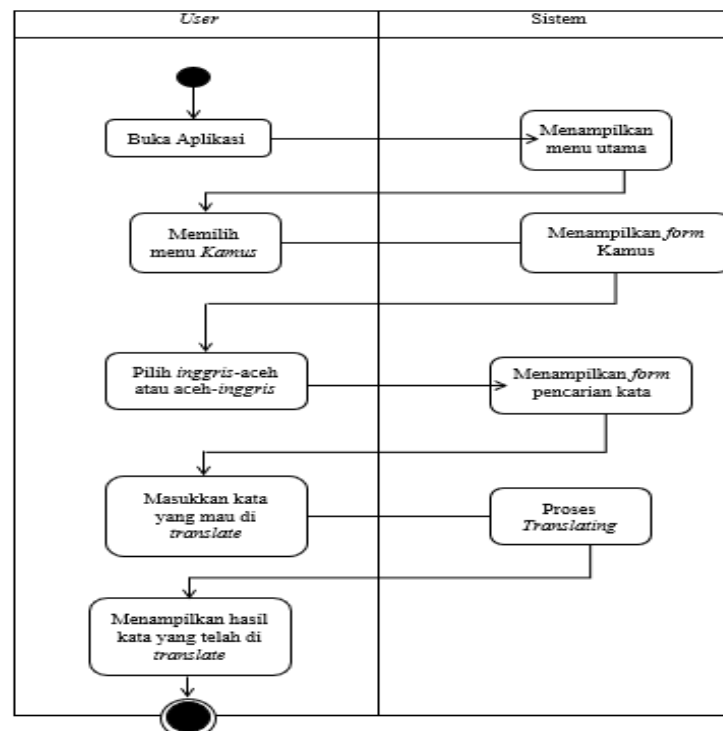 User
Sistem
Buka Aplikasi
Menampilkan
menu utama
Memilih
menu Kamus
Menampilkan form
Kamus
Pilih inggris-aceh
atau aceh-inggris
Menampilkan form
pencarian kata
Masukkan kata
yang mau di
translate
Proses
Translating
Menampilkan hasil
kata yang telah di
translate